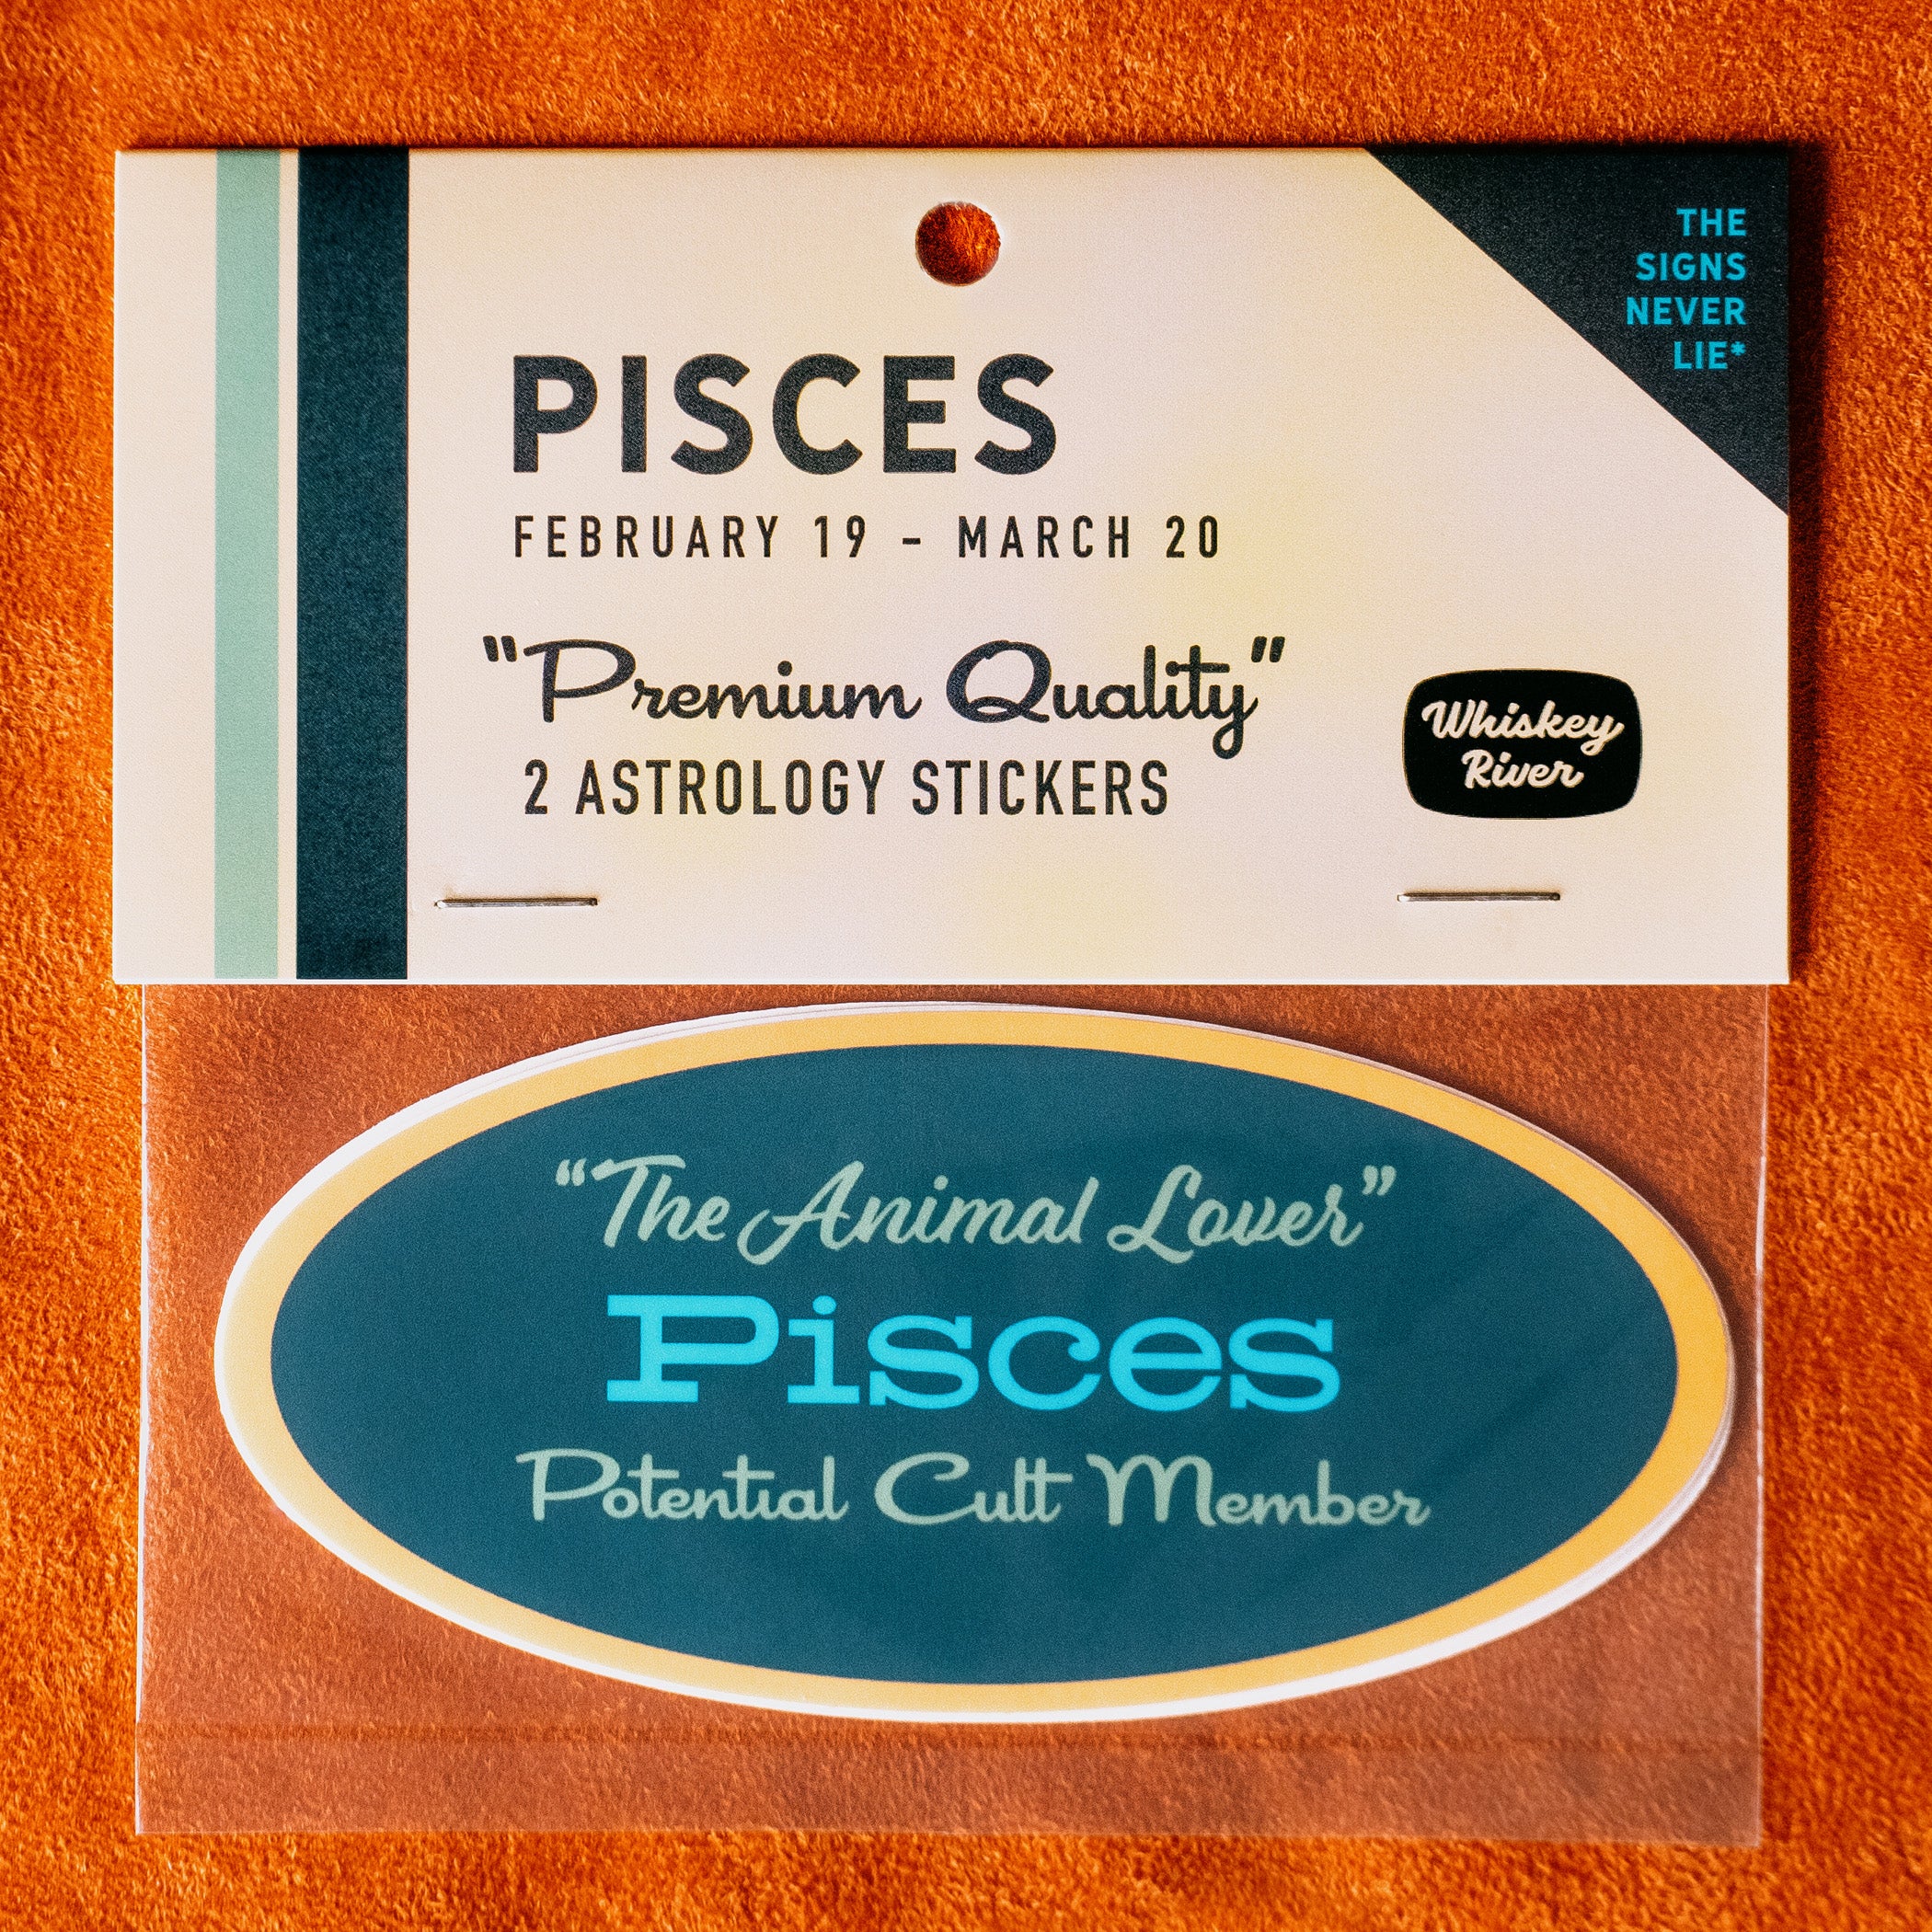 THE
SIGNS
NEVER
LIE*
PISCES
FEBRUARY 19 - MARCH 20
"Premium Quality"
2 ASTROLOGY STICKERS
Whiskey
River
“The Animal Lover”
Pisces
Potential Cult Member